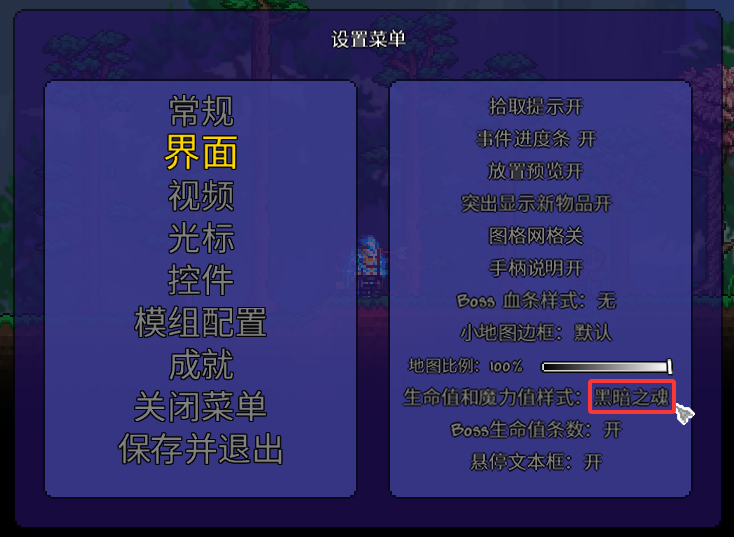 设置菜单
常规
界面
视频
光标
控件
模组配置
成就
关闭菜单
保存并退出
拾取提示开
事件进度条 开
放置预览开
突出显示新物品开
图格网格关
手柄说明开
Boss 血条样式：无
小地图边框：默认
地图比例：100%
生命值和魔力值样式：黑暗之魂
Boss生命值条数：开
悬停文本框：开